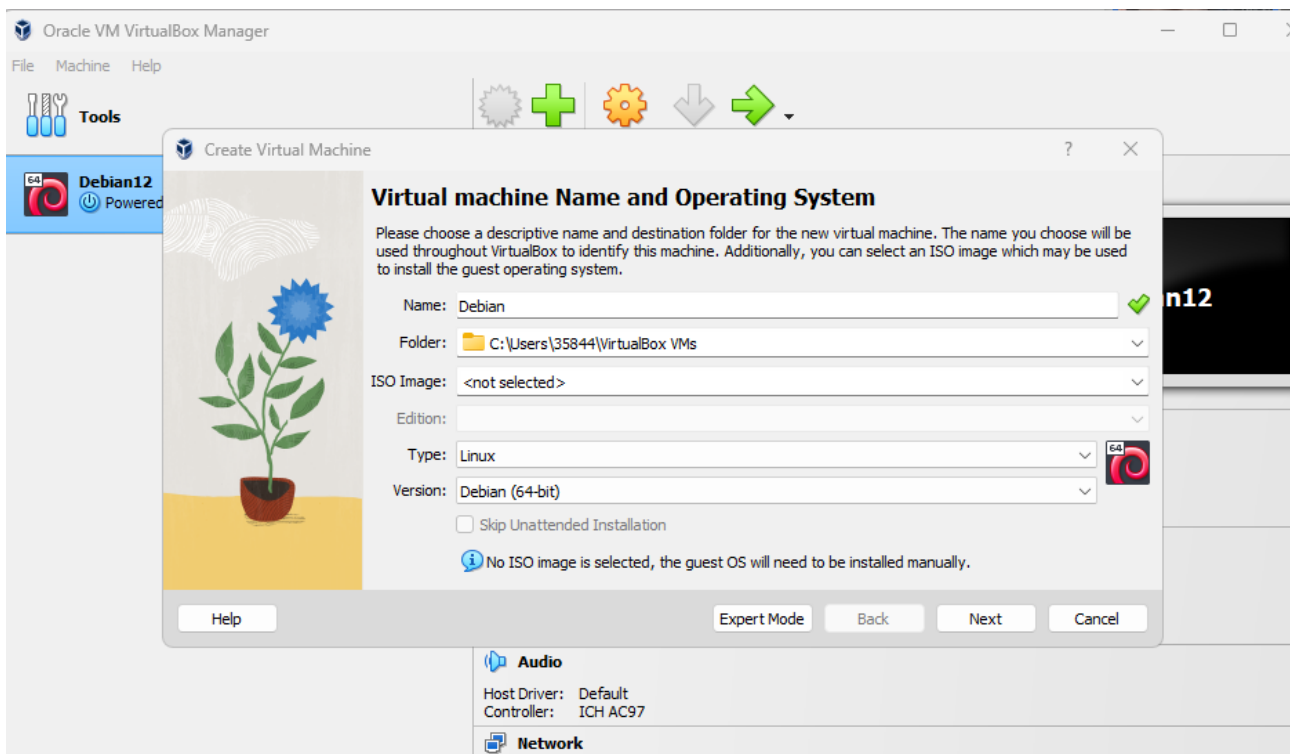 Oracle VM VirtualBox Manager
File Machine Help
Tools
64
Debian12
Powered
Create Virtual Machine
?
Virtual machine Name and Operating System
Please choose a descriptive name and destination folder for the new virtual machine. The name you choose will be
used throughout VirtualBox to identify this machine. Additionally, you can select an ISO image which may be used
to install the guest operating system.
Name: Debian
Folder: C:\Users\35844\VirtualBox VMs
ISO Image: <not selected>
Edition:
Type: Linux
64
Version: Debian (64-bit)
Skip Unattended Installation
No ISO image is selected, the guest OS will need to be installed manually.
Help Expert Mode Back Next Cancel
n12
Audio
Host Driver: Default
Controller: ICH AC97
Network